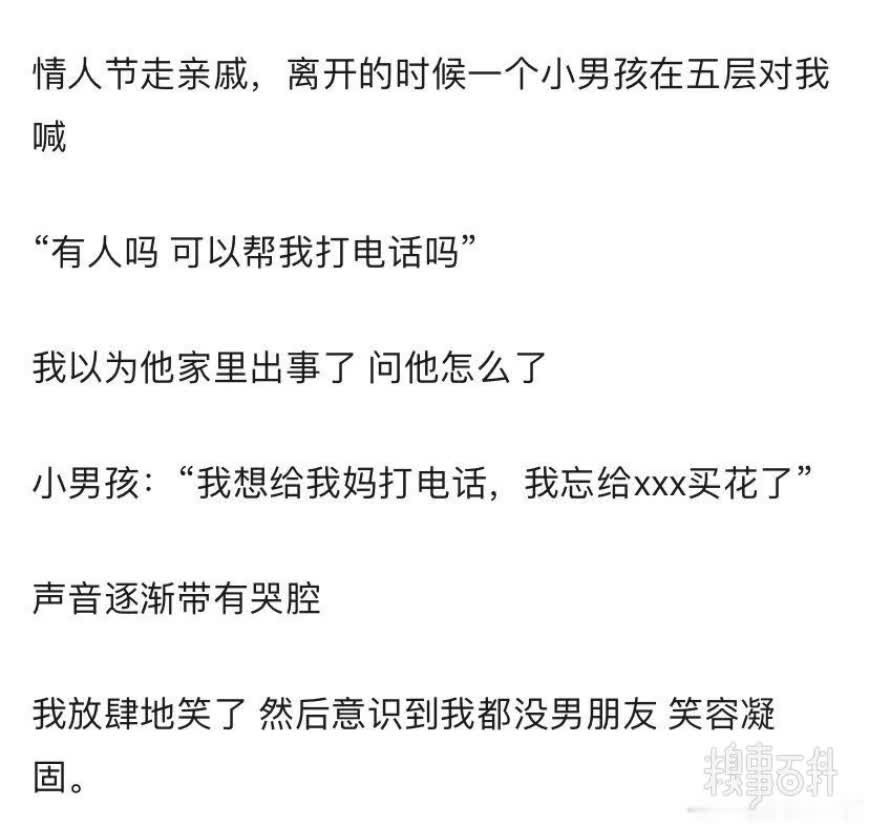 情人节走亲戚，离开的时候一个小男孩在五层对我
喊
“有人吗 可以帮我打电话吗”
我以为他家里出事了 问他怎么了
小男孩：“我想给我妈打电话，我忘给xxx买花了”
声音逐渐带有哭腔
我放肆地笑了 然后意识到我都没男朋友 笑容凝
固。
糗事百科